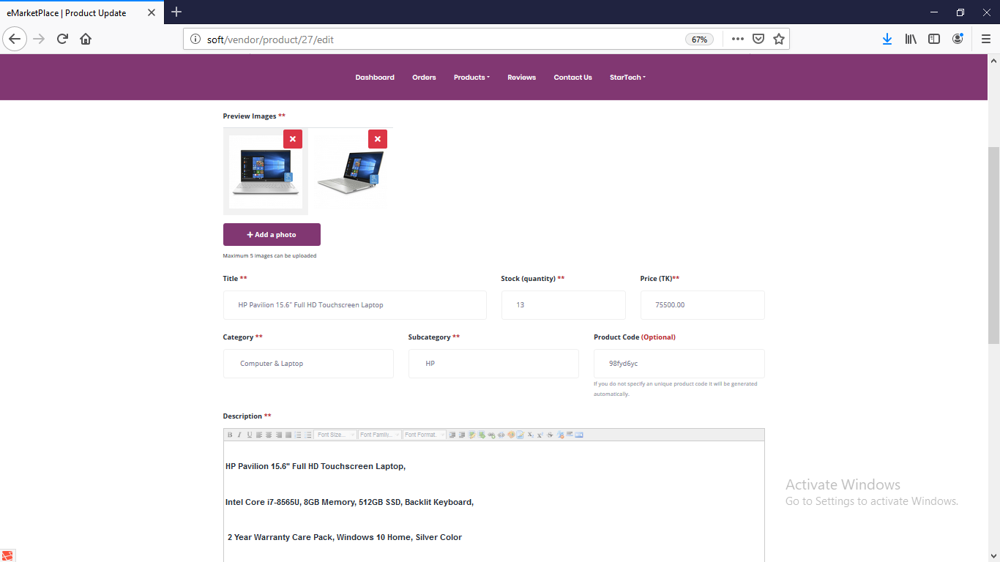 eMarketPlace | Product Update
soft/vendor/product/27/edit
67%
Dashboard Orders Products Reviews Contact Us StarTech
Preview Images **
+ Add a photo
Maximum 5 images can be uploaded
Title ** Stock (quantity) ** Price (TK)**
HP Pavilion 15.6" Full HD Touchscreen Laptop 13 75500.00
Category ** Subcategory ** Product Code (Optional)
Computer & Laptop HP 98fyd6yc
If you do not specify an unique product code it will be generated
automatically.
Description **
B I U Font Size... Font Family... Font Format.
HP Pavilion 15.6" Full HD Touchscreen Laptop,
Intel Core i7-8565U, 8GB Memory, 512GB SSD, Backlit Keyboard,
2 Year Warranty Care Pack, Windows 10 Home, Silver Color
Activate Windows
Go to Settings to activate Windows.